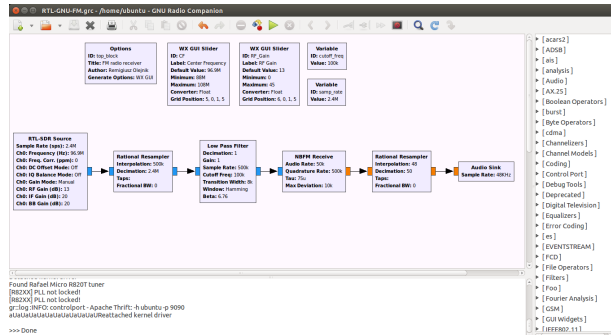 RTL-GNU-FM.grc - /home/ubuntu - GNU Radio Companion
Options
ID: top_block
Title: FM radio receiver
Author: Remigiusz Olejnik
Generate Options: WX GUI
WX GUI Slider
ID: CF
Label: Center Frequency
Default Value: 96.9M
Minimum: 88M
Maximum: 108M
Converter: Float
Grid Position: 5, 0, 1, 5
WX GUI Slider
ID: RF_Gain
Label: RF Gain
Default Value: 13
Minimum: 0
Maximum: 45
Converter: Float
Grid Position: 6, 0, 1, 5
Variable
ID: cutoff_freq
Value: 100k
Variable
ID: samp_rate
Value: 2.4M
RTL-SDR Source
Sample Rate (sps): 2.4M
Ch0: Frequency (Hz): 96.9M
Ch0: Freq. Corr. (ppm): 0
Ch0: DC Offset Mode: Off
Ch0: IQ Balance Mode: Off
Ch0: Gain Mode: Manual
Ch0: RF Gain (dB): 13
Ch0: IF Gain (dB): 20
Ch0: BB Gain (dB): 20
Rational Resampler
Interpolation: 500k
Decimation: 2.4M
Taps:
Fractional BW: 0
Low Pass Filter
Decimation: 1
Gain: 1
Sample Rate: 500k
Cutoff Freq: 100k
Transition Width: 8k
Window: Hamming
Beta: 6.76
NBFM Receive
Audio Rate: 50k
Quadrature Rate: 500k
Tau: 75u
Max Deviation: 10k
Rational Resampler
Interpolation: 48
Decimation: 50
Taps:
Fractional BW: 0
Audio Sink
Sample Rate: 48KHz
[ acars2 ]
[ ADSB ]
[ ais ]
[ analysis ]
[ Audio ]
[ AX.25 ]
[ Boolean Operators ]
[ burst ]
[ Byte Operators ]
[ cdma ]
[ Channelizers ]
[ Channel Models ]
[ Coding ]
[ Control Port ]
[ Debug Tools ]
[ Deprecated ]
[ Digital Television ]
[ Equalizers ]
[ Error Coding ]
[ es ]
[ EVENTSTREAM ]
[ FCD ]
[ File Operators ]
[ Filters ]
[ Foo ]
[ Fourier Analysis ]
[ GSM ]
[ GUI Widgets ]
[ IEEE802.11 ]
Found Rafael Micro R820T tuner
[R82XX] PLL not locked!
[R82XX] PLL not locked!
gr::log :INFO: controlport - Apache Thrift: -h ubuntu -p 9090
aUaUaUaUaUaUaUaUaUaUReattached kernel driver
>>> Done